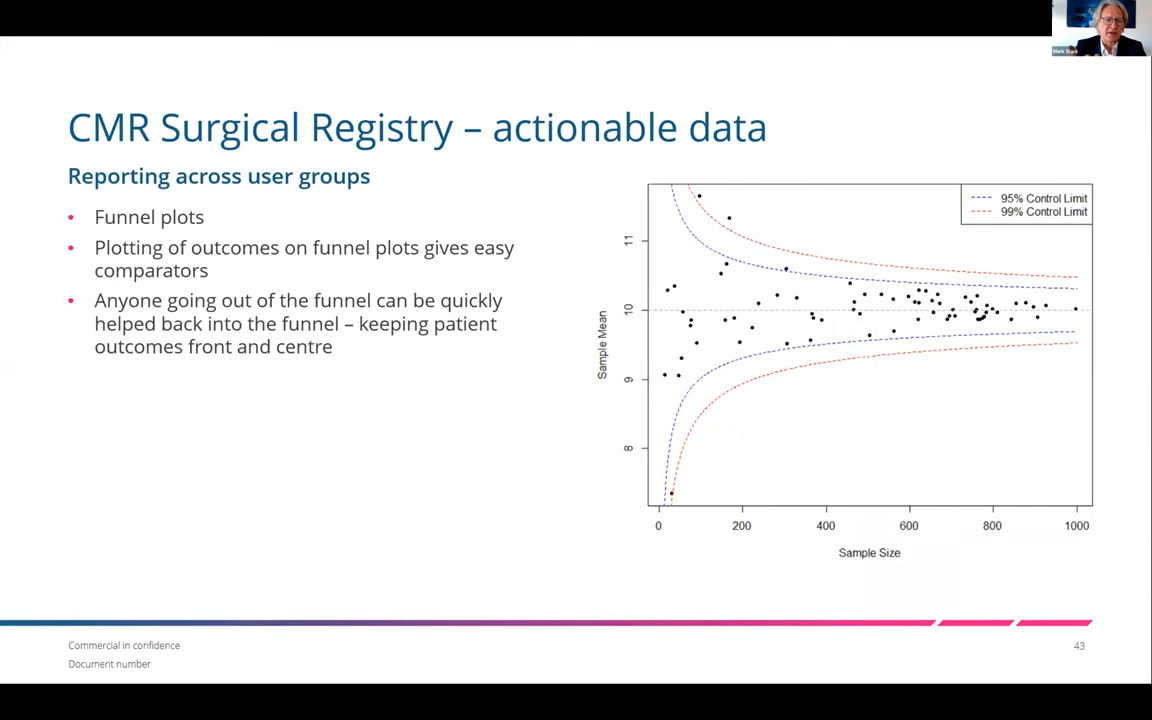 Mark Slack
CMR Surgical Registry – actionable data
Reporting across user groups
• Funnel plots
• Plotting of outcomes on funnel plots gives easy
comparators
• Anyone going out of the funnel can be quickly
helped back into the funnel – keeping patient
outcomes front and centre
95% Control Limit
99% Control Limit
11
10
9
8
Sample Mean
0 200 400 600 800 1000
Sample Size
Commercial in confidence
Document number
43